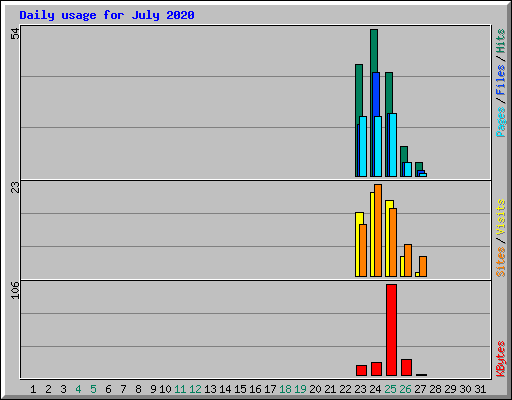 Daily usage for July 2020
54
23
106
Pages / Files / Hits
Sites / Visits
KBytes
1 2 3 4 5 6 7 8 9 10 11 12 13 14 15 16 17 18 19 20 21 22 23 24 25 26 27 28 29 30 31